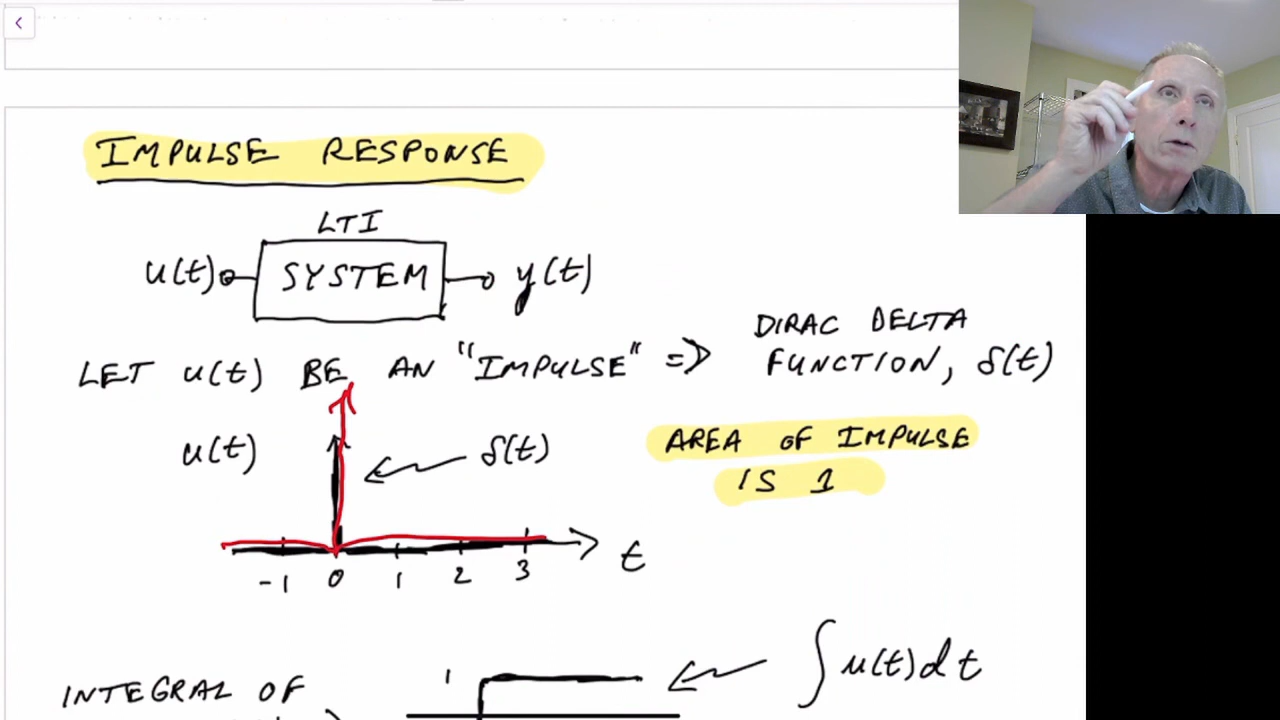 IMPULSE RESPONSE
LTI
u(t) SYSTEM y(t)
LET u(t) BE AN "IMPULSE" => DIRAC DELTA
FUNCTION, δ(t)
u(t)
δ(t)
AREA OF IMPULSE
IS 1
-1 0 1 2 3 t
∫u(t)dt
1
INTEGRAL OF